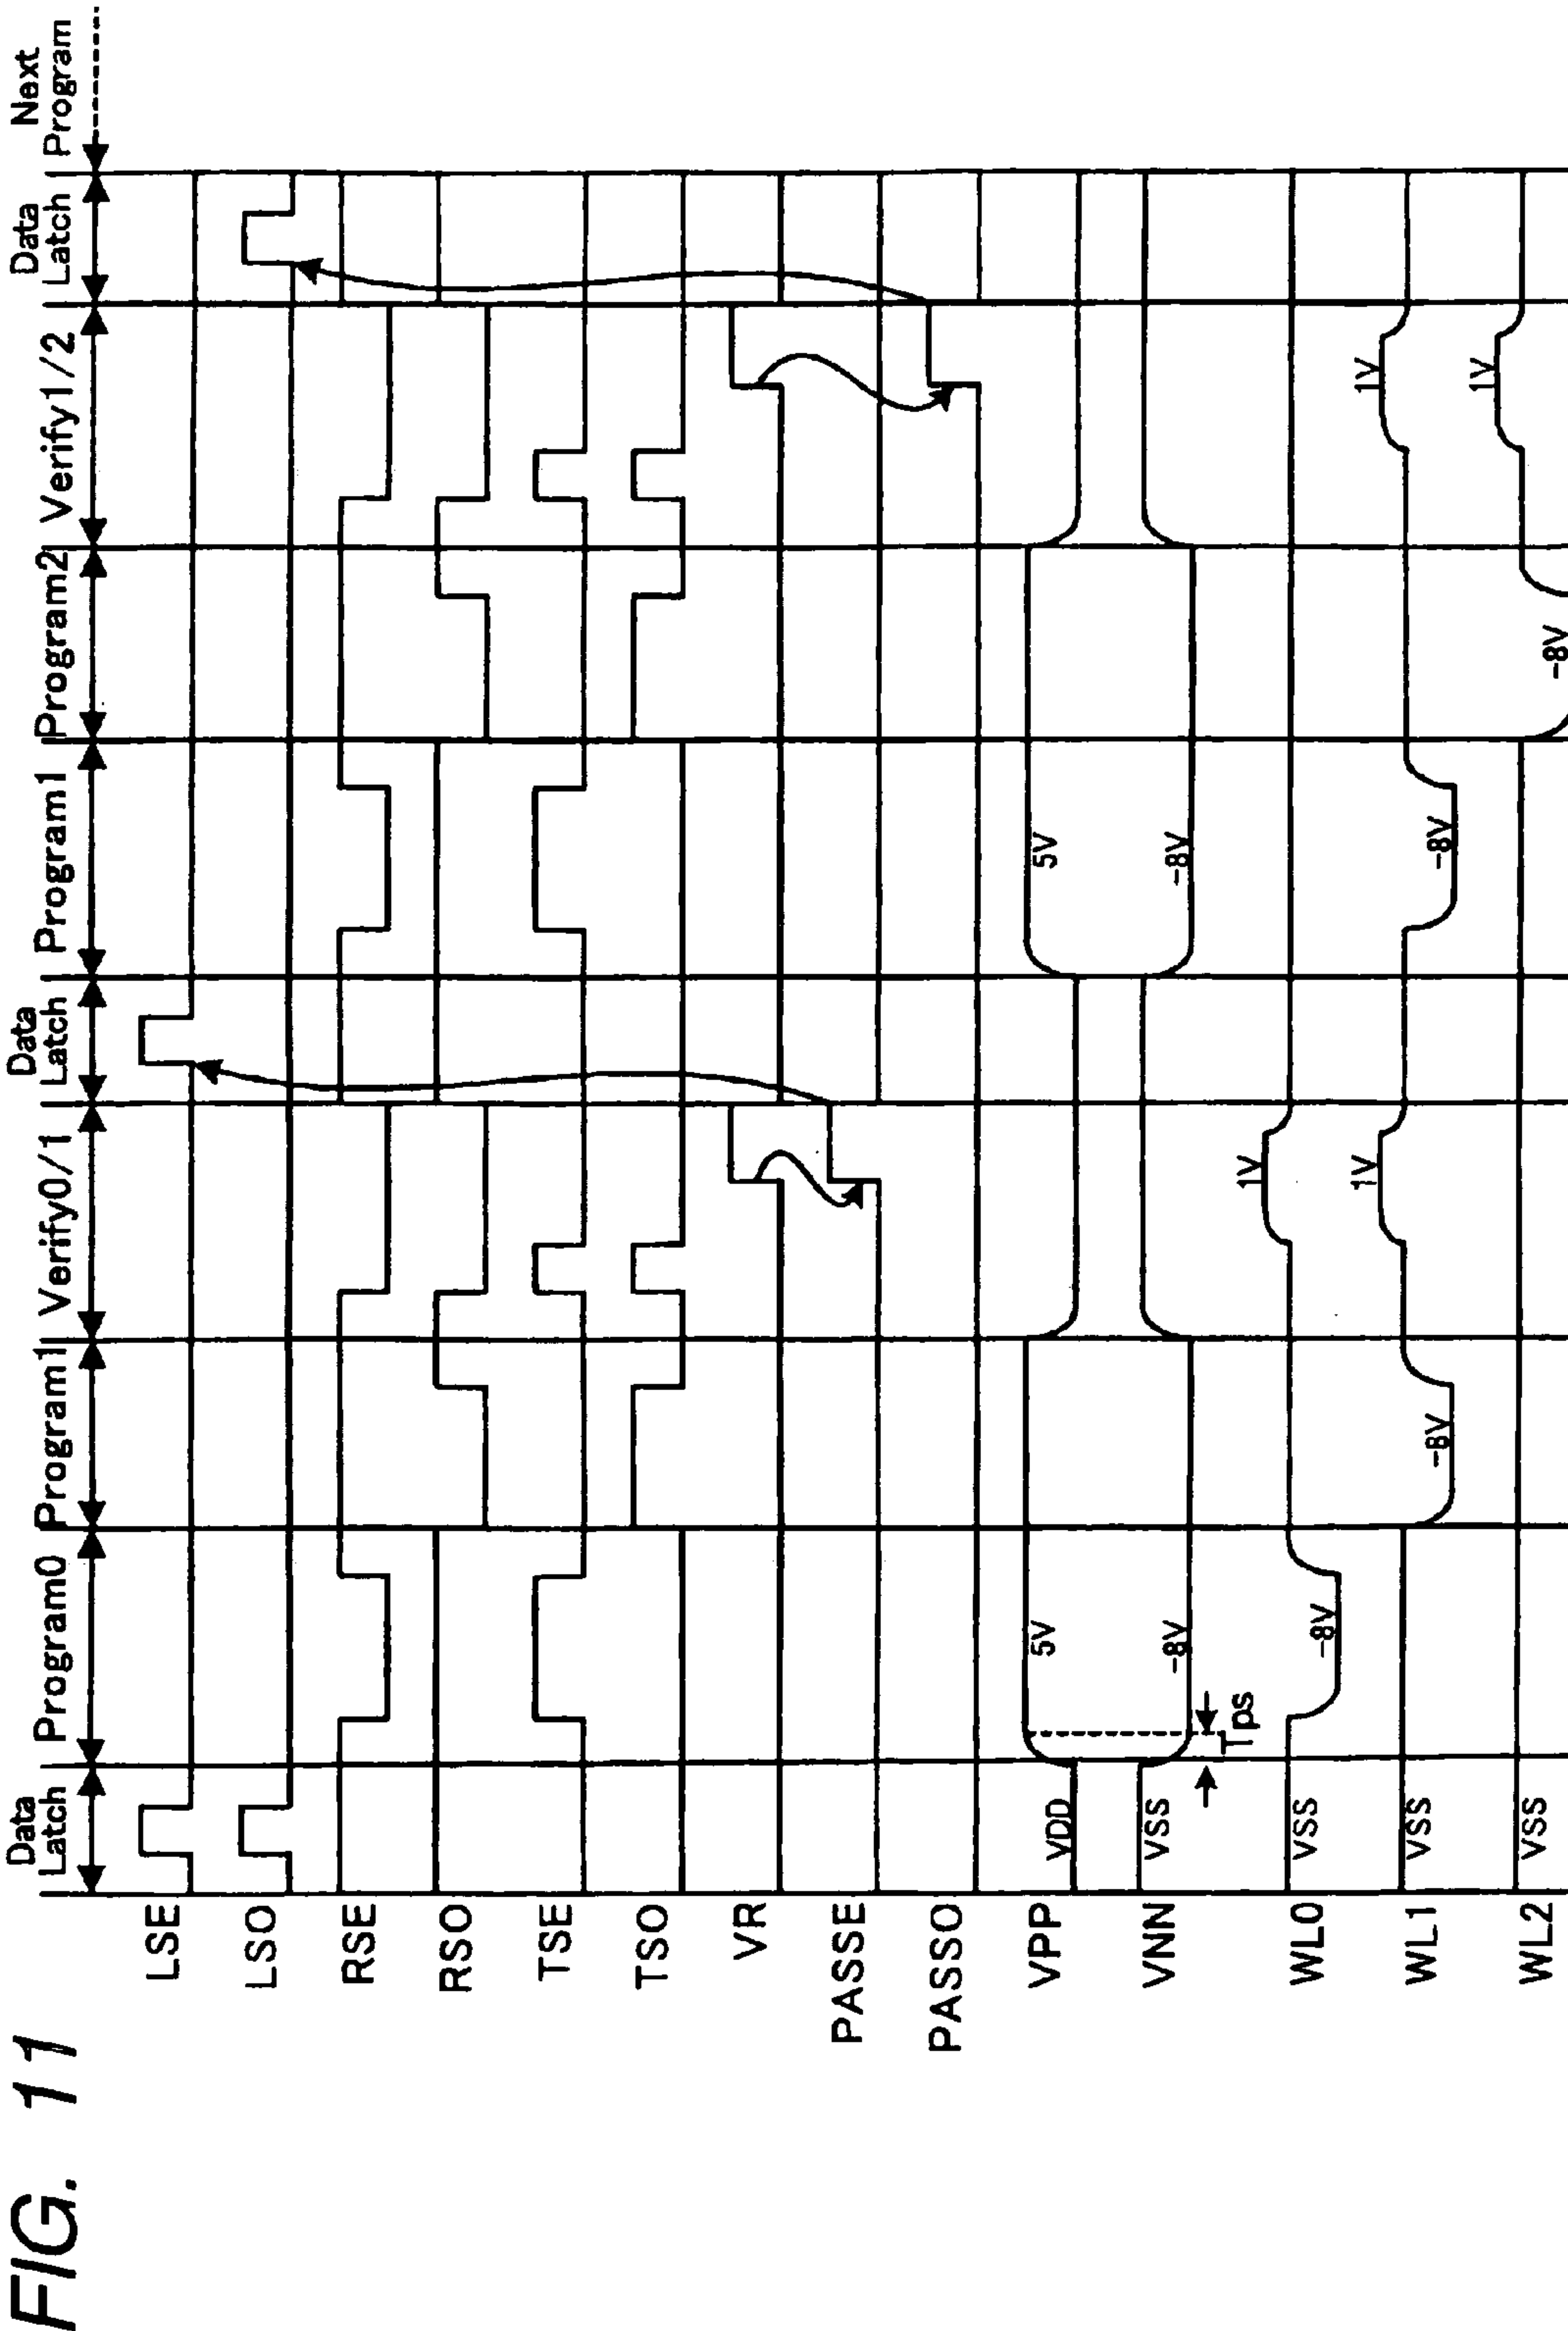 FIG. 11
Data Latch
Program0
Program1
Verify0/1
Data Latch
Program1
Program2
Verify1/2
Data Latch
Next Program
LSE
LSO
RSE
RSO
TSE
TSO
VR
PASSE
PASSO
VPP
VDD
5V
5V
VNN
VSS
-8V
-8V
Tps
WL0
VSS
-8V
1V
WL1
VSS
-8V
1V
-8V
1V
WL2
VSS
-8V
1V